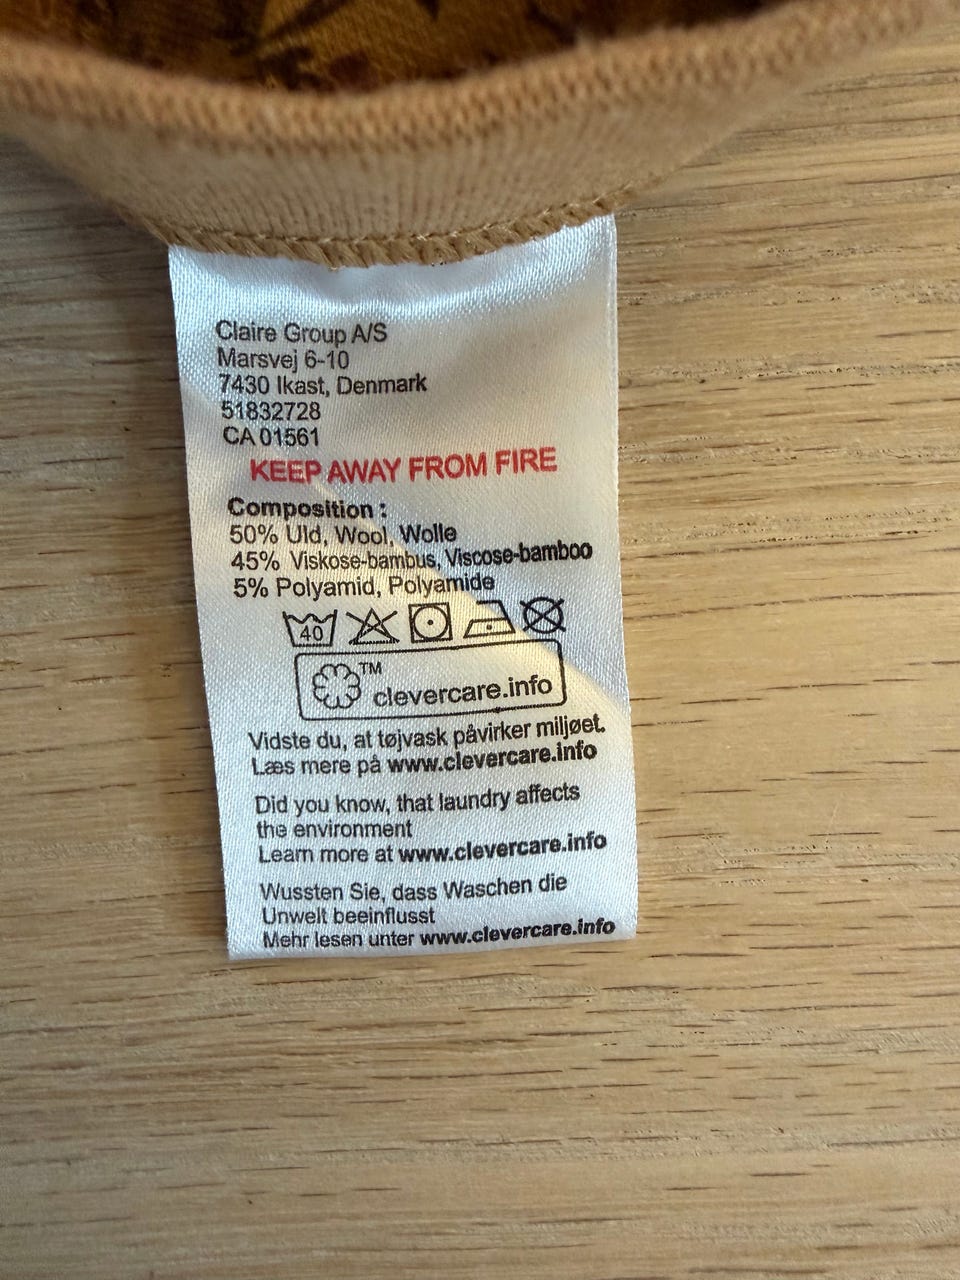 Claire Group A/S
Marsvej 6-10
7430 Ikast, Denmark
51832728
CA 01561
KEEP AWAY FROM FIRE
Composition :
50% Uld, Wool, Wolle
45% Viskose-bambus, Viscose-bamboo
5% Polyamid, Polyamide
40
TM
clevercare.info
Vidste du, at tøjvask påvirker miljøet.
Læs mere på www.clevercare.info
Did you know, that laundry affects
the environment
Learn more at www.clevercare.info
Wussten Sie, dass Waschen die
Unwelt beeinflusst
Mehr lesen unter www.clevercare.info